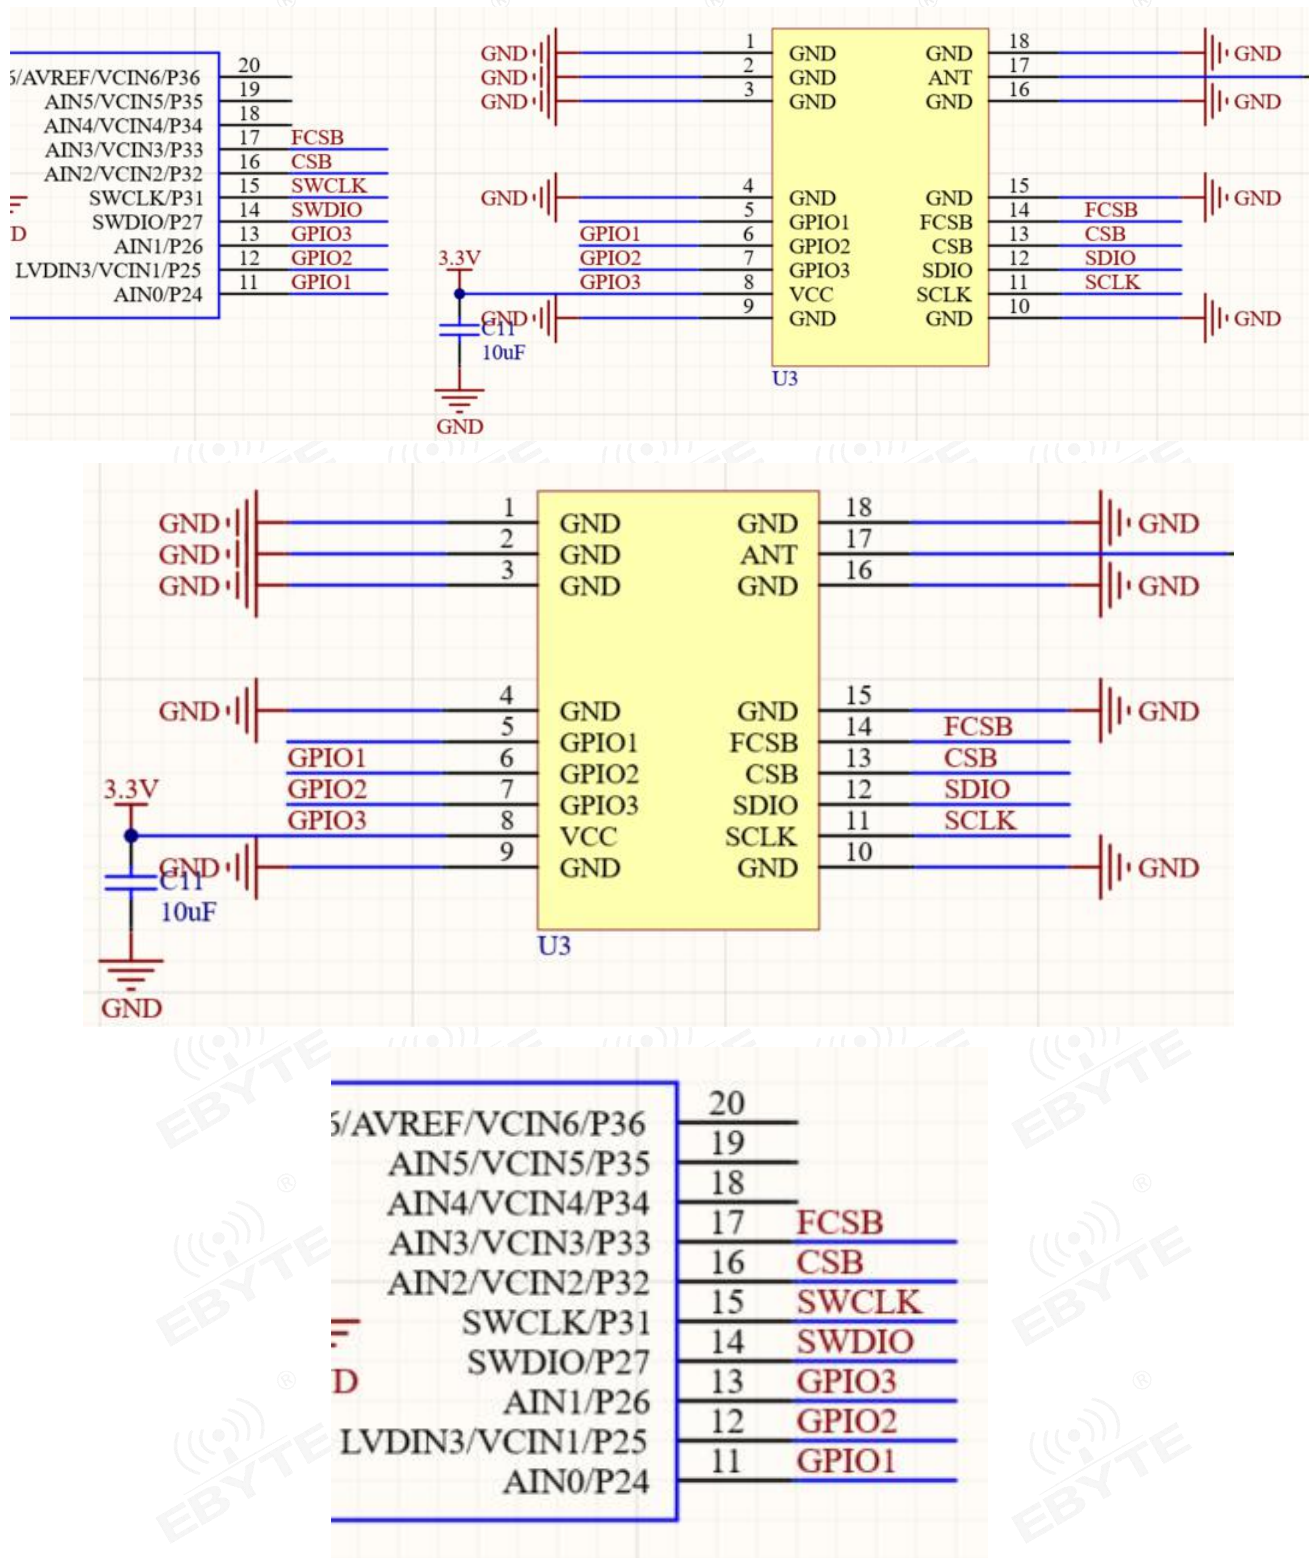 20
6/AVREF/VCIN6/P36
19
AIN5/VCIN5/P35
18
AIN4/VCIN4/P34
17 FCSB
AIN3/VCIN3/P33
16 CSB
AIN2/VCIN2/P32
15 SWCLK
SWCLK/P31
14 SWDIO
SWDIO/P27
D
13 GPIO3
AIN1/P26
12 GPIO2
LVDIN3/VCIN1/P25
11 GPIO1
AIN0/P24
1 18
GND GND GND GND
2 17
GND GND ANT
3 16
GND GND GND GND
4 15
GND GND GND GND
5 14 FCSB
GPIO1 FCSB
GPIO1 6 13 CSB
GPIO2 CSB
GPIO2 7 12 SDIO
3.3V GPIO3 SDIO
GPIO3 8 11 SCLK
VCC SCLK
9 10
GND GND GND GND
C11
10uF
U3
GND
1 18
GND GND GND GND
2 17
GND GND ANT
3 16
GND GND GND GND
4 15
GND GND GND GND
5 14 FCSB
GPIO1 FCSB
GPIO1 6 13 CSB
GPIO2 CSB
3.3V GPIO2 7 12 SDIO
GPIO3 SDIO
GPIO3 8 11 SCLK
VCC SCLK
9 10
GND GND GND GND
C11
10uF
U3
GND
20
6/AVREF/VCIN6/P36
19
AIN5/VCIN5/P35
18
AIN4/VCIN4/P34
17 FCSB
AIN3/VCIN3/P33
16 CSB
AIN2/VCIN2/P32
15 SWCLK
SWCLK/P31
14 SWDIO
SWDIO/P27
D
13 GPIO3
AIN1/P26
12 GPIO2
LVDIN3/VCIN1/P25
11 GPIO1
AIN0/P24
EBYTE
EBYTE
®
®
EBYTE
EBYTE
®
®
EBYTE
EBYTE